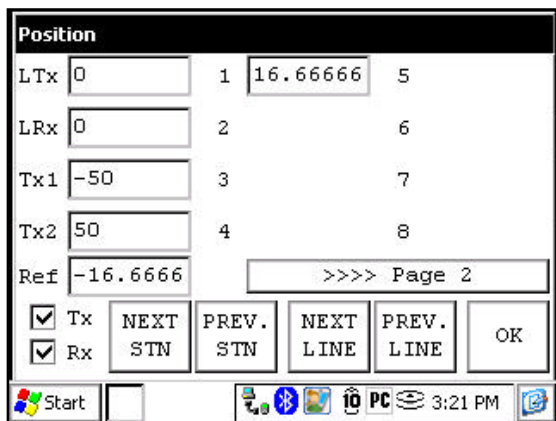 Position
LTx 0 1 16.66666 5
LRx 0 2 6
Tx1 -50 3 7
Tx2 50 4 8
Ref -16.6666 >>>> Page 2
Tx
Rx
NEXT STN
PREV. STN
NEXT LINE
PREV. LINE
OK
Start PC 3:21 PM